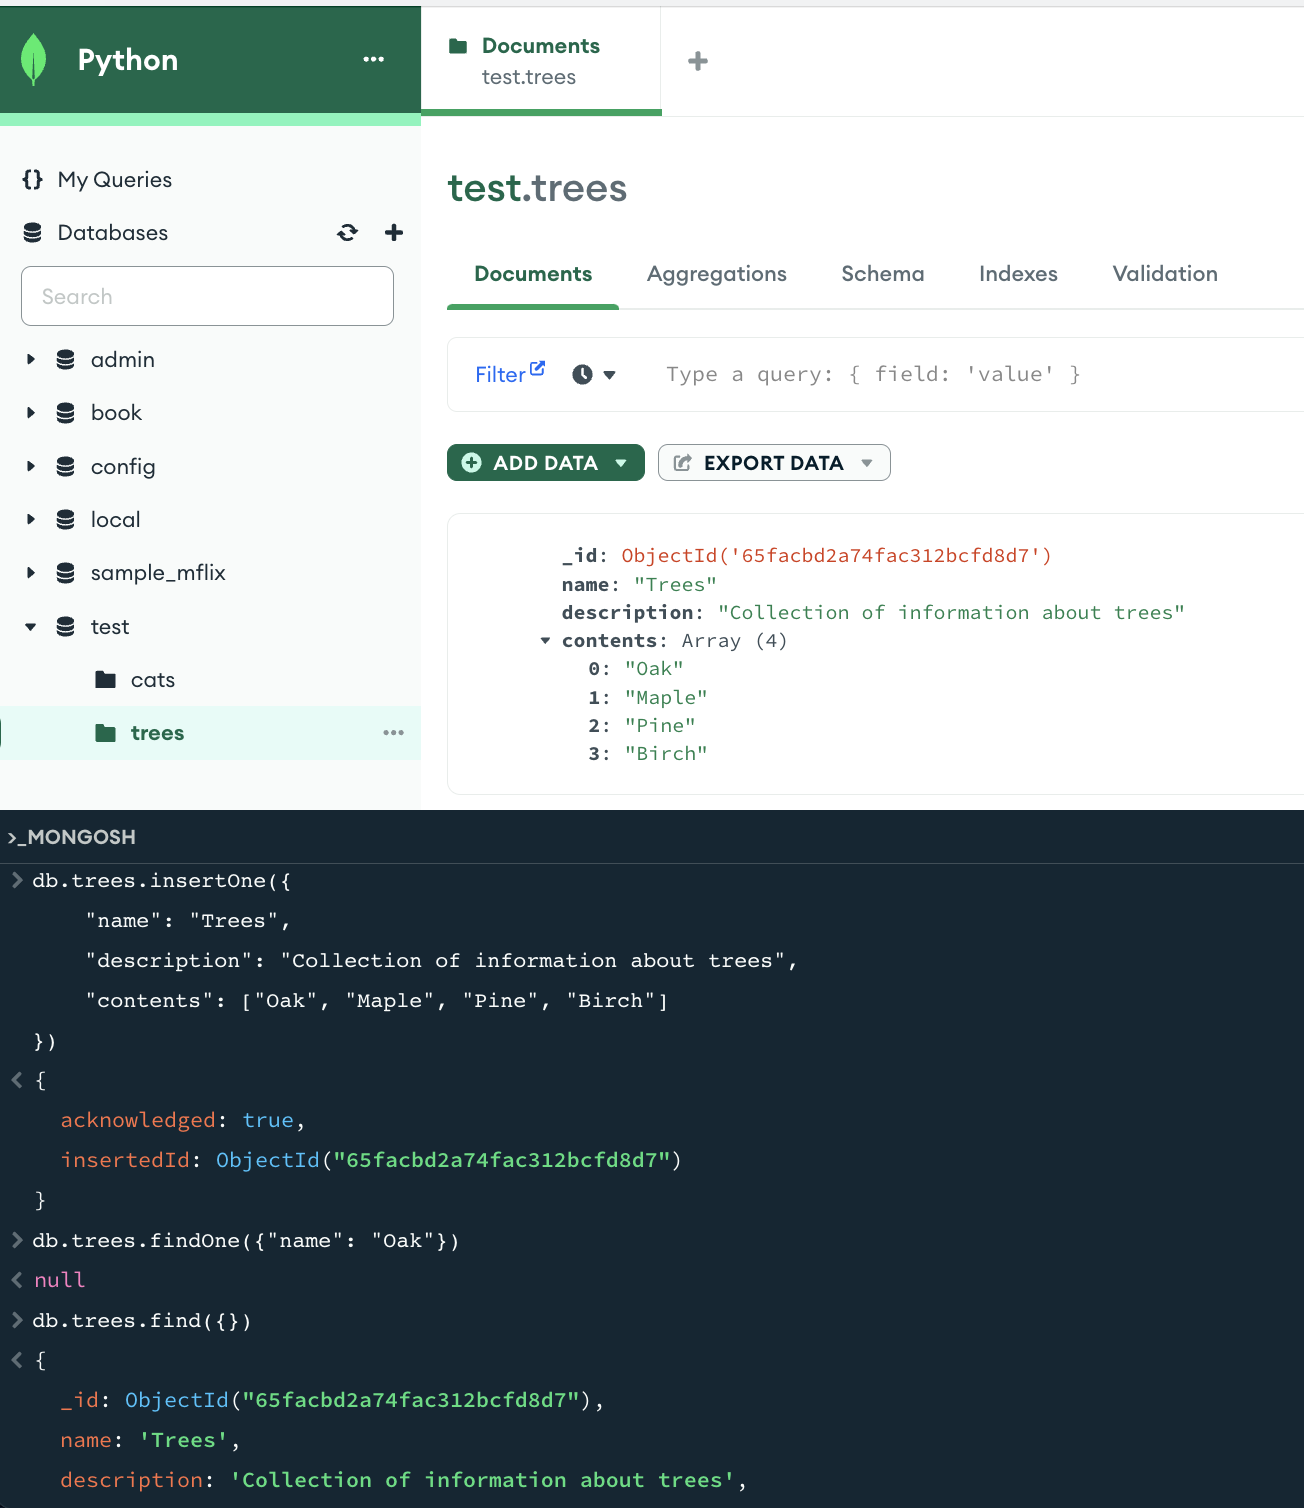 Python
Documents
test.trees
My Queries
Databases
Search
admin
book
config
local
sample_mflix
test
cats
trees
test.trees
Documents Aggregations Schema Indexes Validation
Filter Type a query: { field: 'value' }
ADD DATA EXPORT DATA
_id: ObjectId('65facbd2a74fac312bcfd8d7')
name: "Trees"
description: "Collection of information about trees"
contents: Array (4)
0: "Oak"
1: "Maple"
2: "Pine"
3: "Birch"
>_MONGOSH
> db.trees.insertOne({
"name": "Trees",
"description": "Collection of information about trees",
"contents": ["Oak", "Maple", "Pine", "Birch"]
})
< {
acknowledged: true,
insertedId: ObjectId("65facbd2a74fac312bcfd8d7")
}
> db.trees.findOne({"name": "Oak"})
< null
> db.trees.find({})
< {
_id: ObjectId("65facbd2a74fac312bcfd8d7"),
name: 'Trees',
description: 'Collection of information about trees',